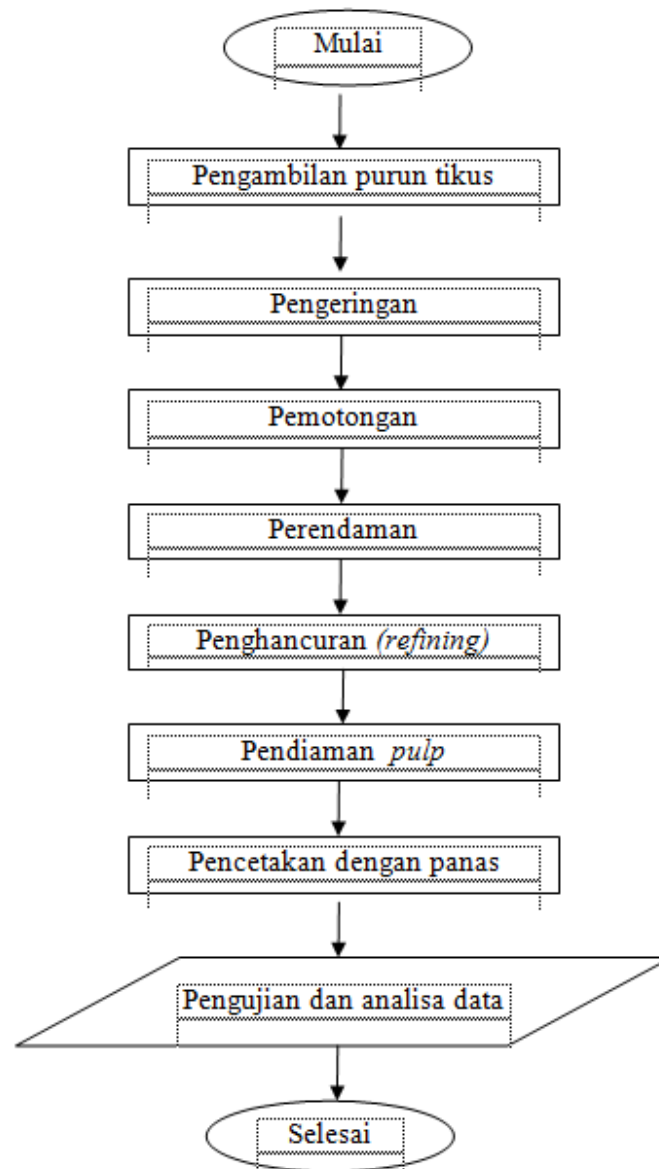 Mulai
Pengambilan purun tikus
Pengeringan
Pemotongan
Perendaman
Penghancuran (refining)
Pendiaman pulp
Pencetakan dengan panas
Pengujian dan analisa data
Selesai